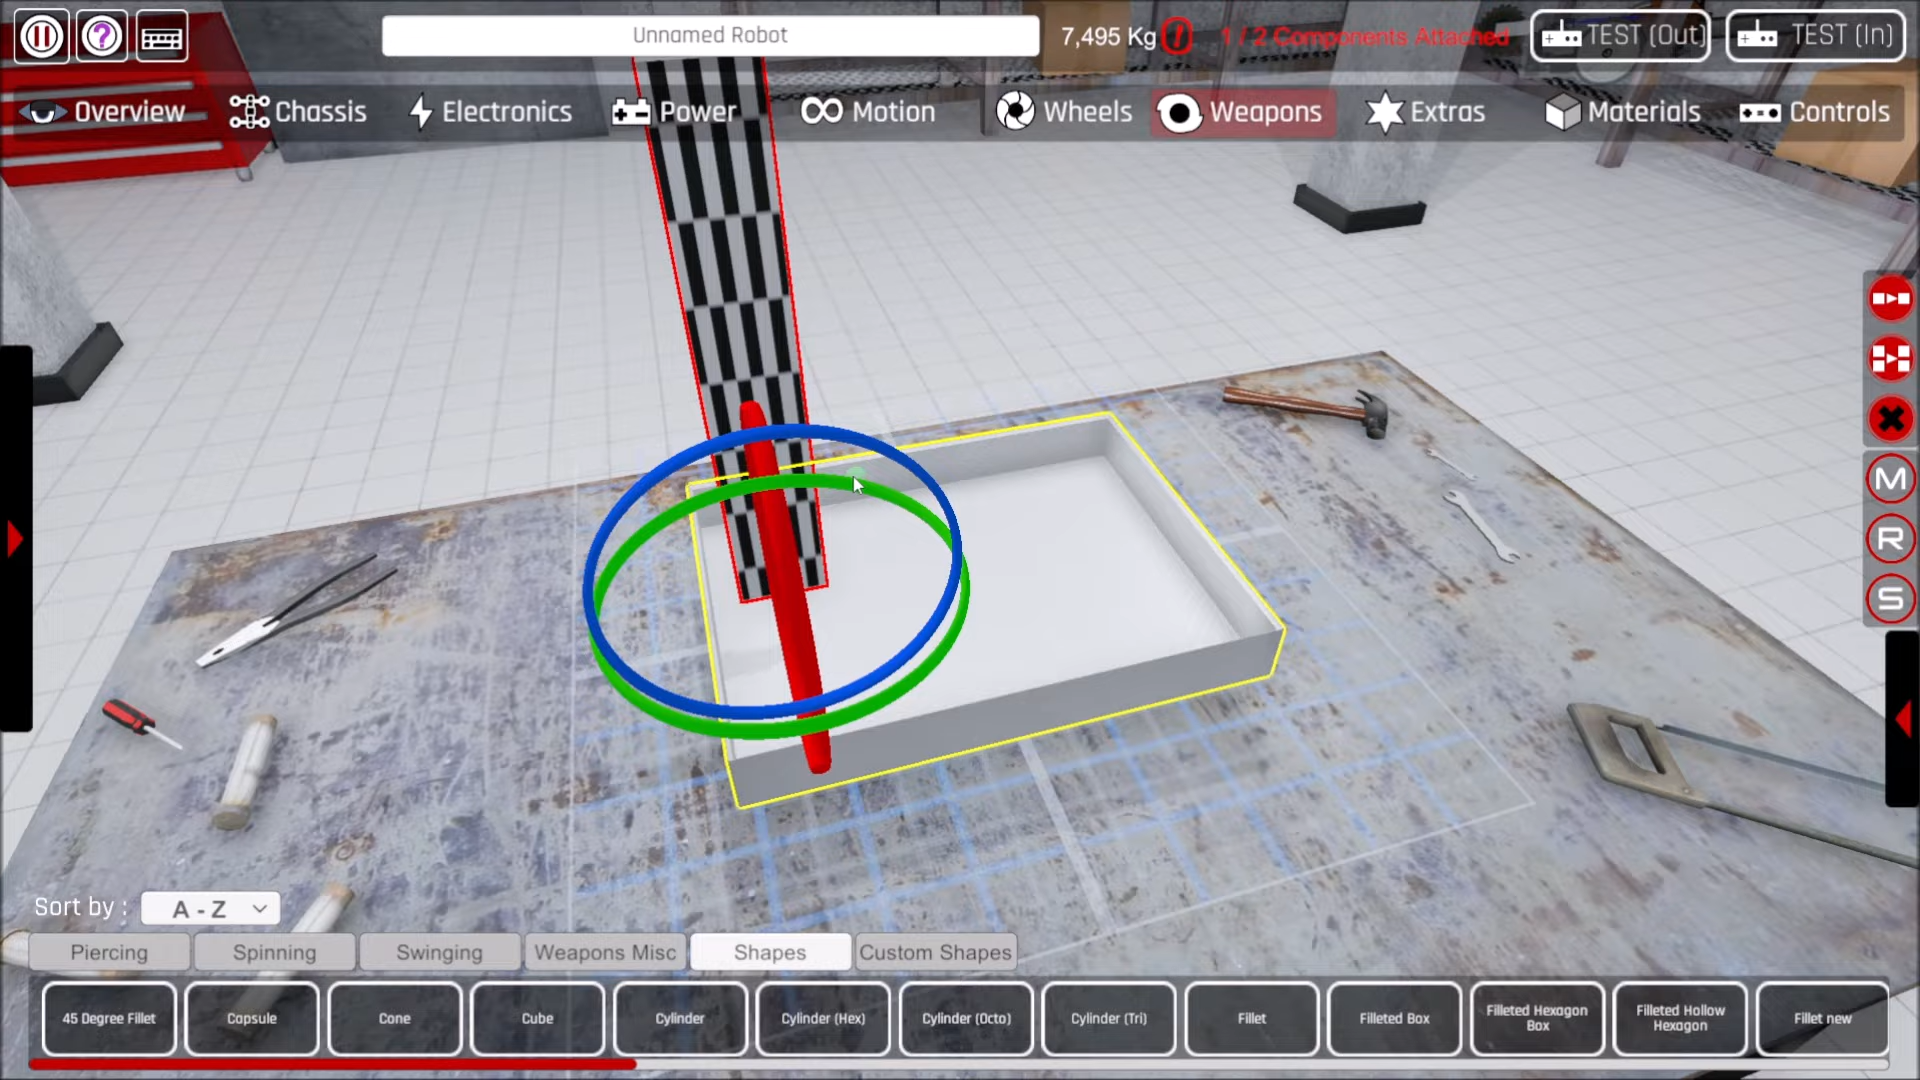 Unnamed Robot
7,495 Kg
1 / 2 Components Attached
TEST (Out)
TEST (In)
Overview
Chassis
Electronics
Power
Motion
Wheels
Weapons
Extras
Materials
Controls
M
R
S
Sort by :
A - Z
Piercing
Spinning
Swinging
Weapons Misc
Shapes
Custom Shapes
45 Degree Fillet
Capsule
Cone
Cube
Cylinder
Cylinder (Hex)
Cylinder (Octo)
Cylinder (Tri)
Fillet
Filleted Box
Filleted Hexagon
Box
Filleted Hollow
Hexagon
Fillet new